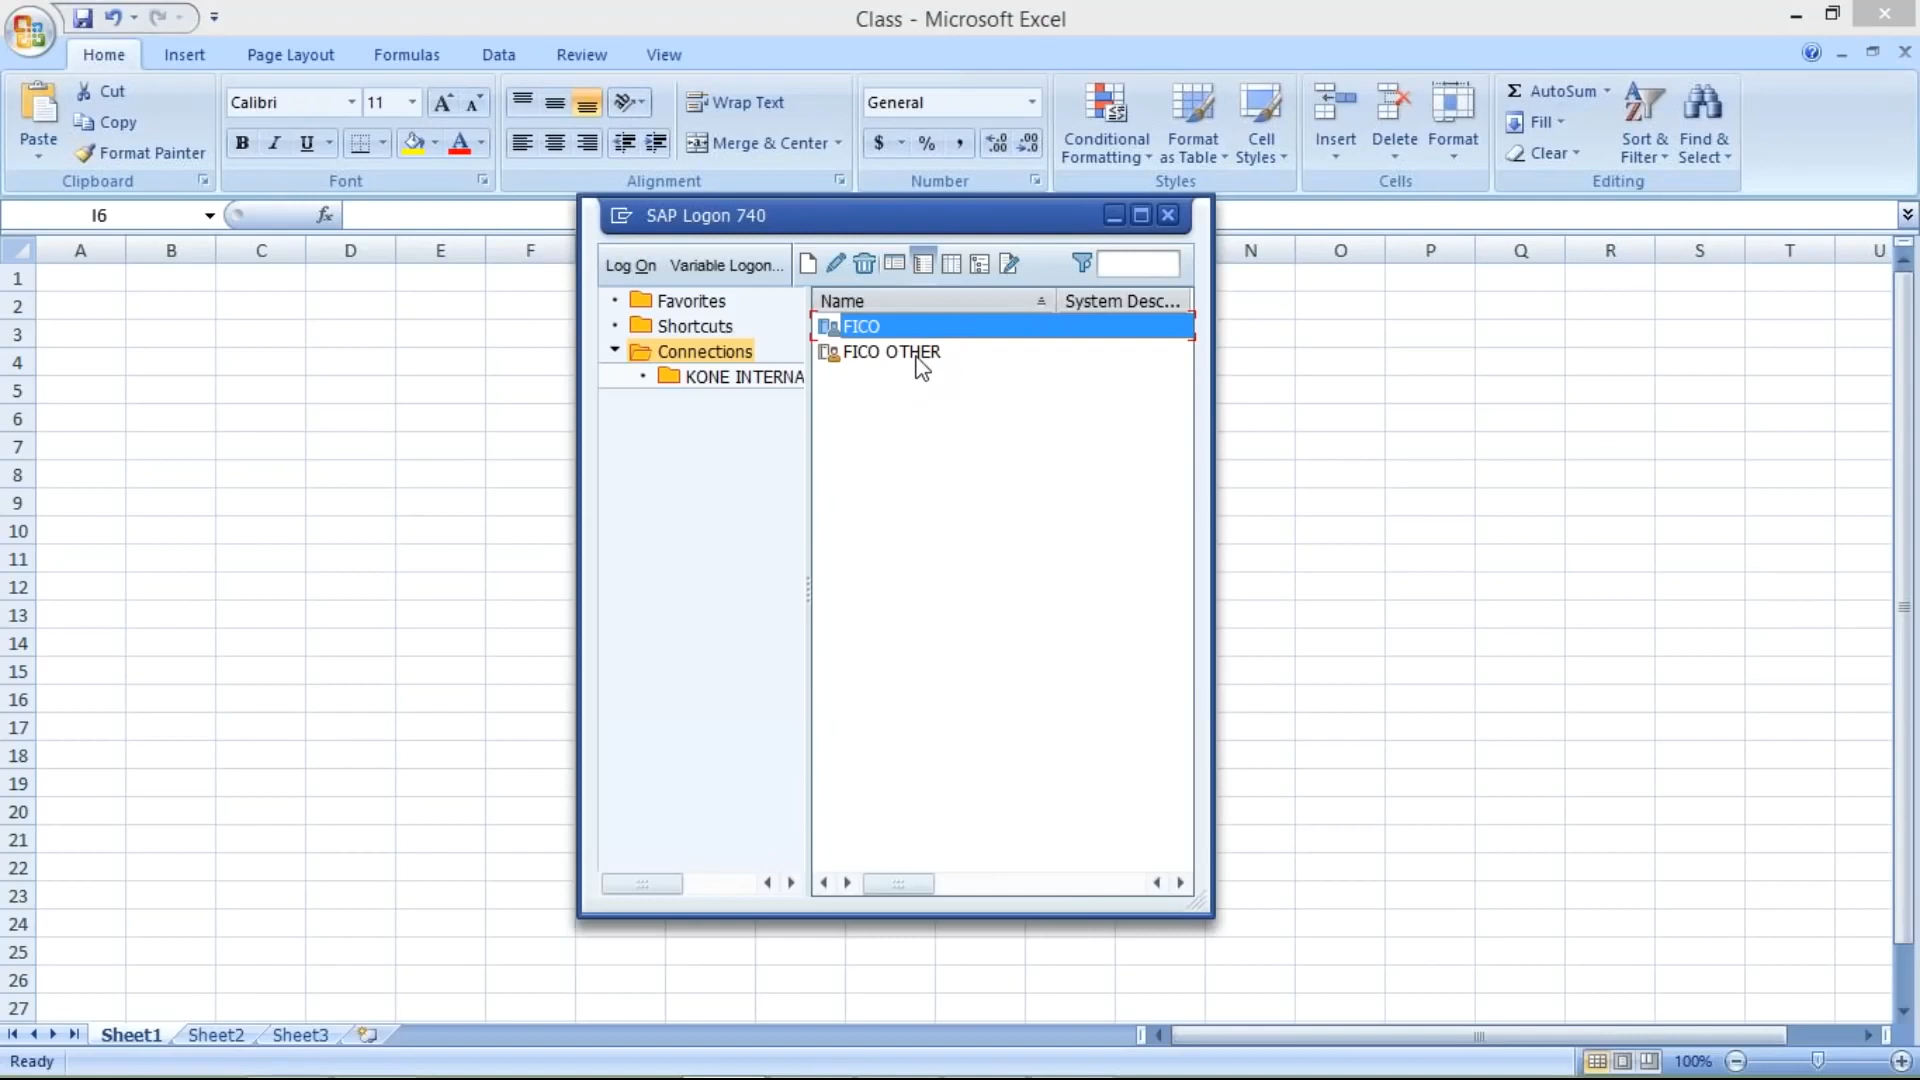 Class - Microsoft Excel
Home Insert Page Layout Formulas Data Review View
Cut
Copy
Format Painter
Paste
Clipboard
Calibri 11
B I U
Font
Wrap Text
Merge & Center
Alignment
General
$ % ,
Number
Conditional Formatting
Format as Table
Cell Styles
Styles
Insert Delete Format
Cells
AutoSum
Fill
Clear
Sort & Filter
Find & Select
Editing
I6 fx
A B C D E F N O P Q R S T U
SAP Logon 740
Log On Variable Logon...
Favorites
Shortcuts
Connections
KONE INTERNA
Name System Desc...
FICO
FICO OTHER
1
2
3
4
5
6
7
8
9
10
11
12
13
14
15
16
17
18
19
20
21
22
23
24
25
26
27
Sheet1 Sheet2 Sheet3
Ready 100%